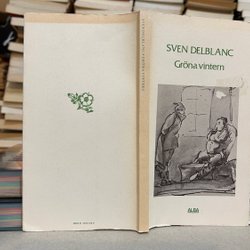 SVEN DELBLANC
Gröna vintern
SVEN DELBLANC: GRÖNA VINTERN
ALBA